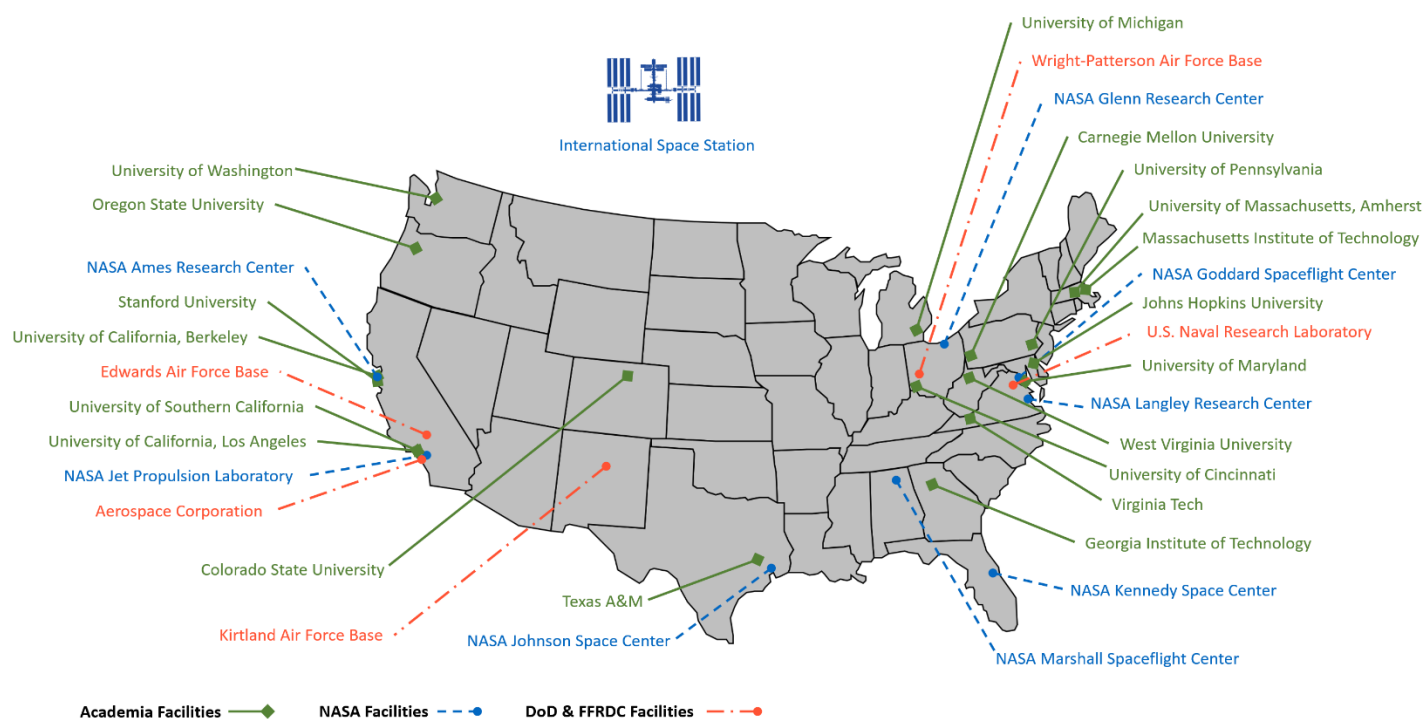 University of Michigan
Wright-Patterson Air Force Base
NASA Glenn Research Center
International Space Station
Carnegie Mellon University
University of Washington
University of Pennsylvania
Oregon State University
University of Massachusetts, Amherst
Massachusetts Institute of Technology
NASA Ames Research Center
NASA Goddard Spaceflight Center
Stanford University
Johns Hopkins University
University of California, Berkeley
U.S. Naval Research Laboratory
Edwards Air Force Base
University of Maryland
University of Southern California
NASA Langley Research Center
University of California, Los Angeles
West Virginia University
NASA Jet Propulsion Laboratory
University of Cincinnati
Aerospace Corporation
Virginia Tech
Georgia Institute of Technology
Colorado State University
NASA Kennedy Space Center
Texas A&M
Kirtland Air Force Base
NASA Johnson Space Center
NASA Marshall Spaceflight Center
Academia Facilities
NASA Facilities
DoD & FFRDC Facilities